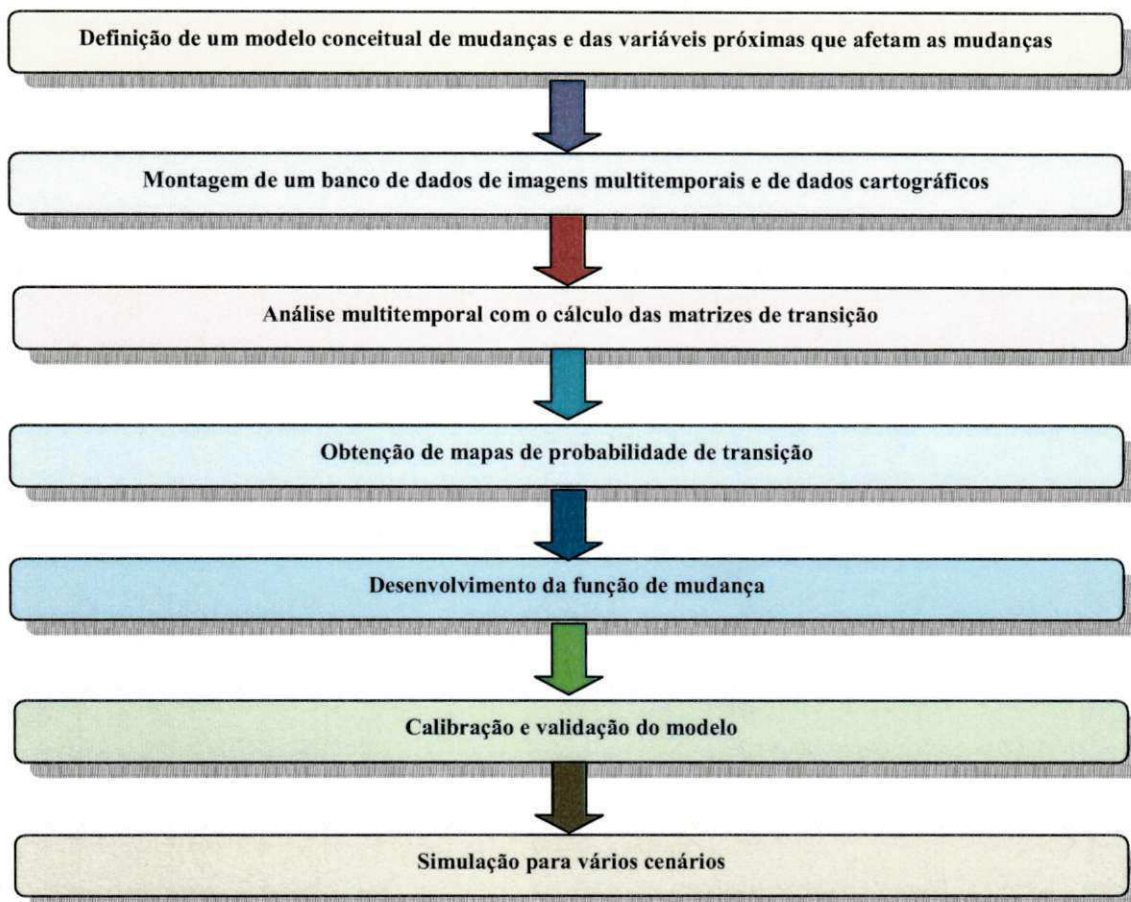 Definição de um modelo conceitual de mudanças e das variáveis próximas que afetam as mudanças
Montagem de um banco de dados de imagens multitemporais e de dados cartográficos
Análise multitemporal com o cálculo das matrizes de transição
Obtenção de mapas de probabilidade de transição
Desenvolvimento da função de mudança
Calibração e validação do modelo
Simulação para vários cenários